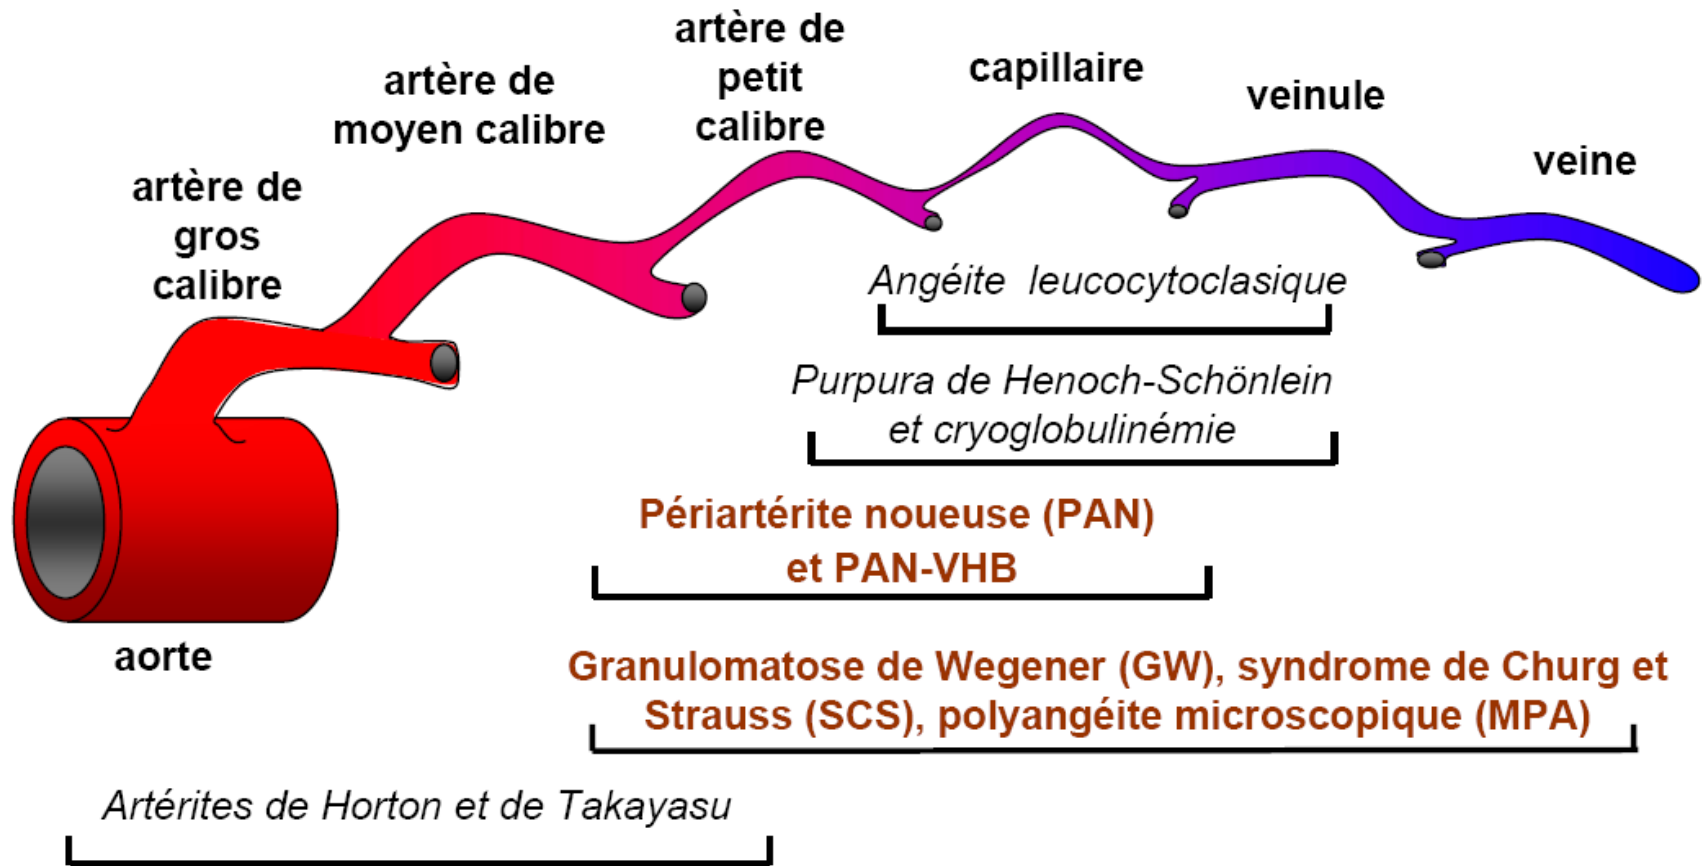 artère de
petit
calibre
artère de
moyen calibre
capillaire
veinule
veine
artère de
gros
calibre
Angéite leucocytoclasique
Purpura de Henoch-Schönlein
et cryoglobulinémie
Périartérite noueuse (PAN)
et PAN-VHB
aorte
Granulomatose de Wegener (GW), syndrome de Churg et
Strauss (SCS), polyangéite microscopique (MPA)
Artérites de Horton et de Takayasu